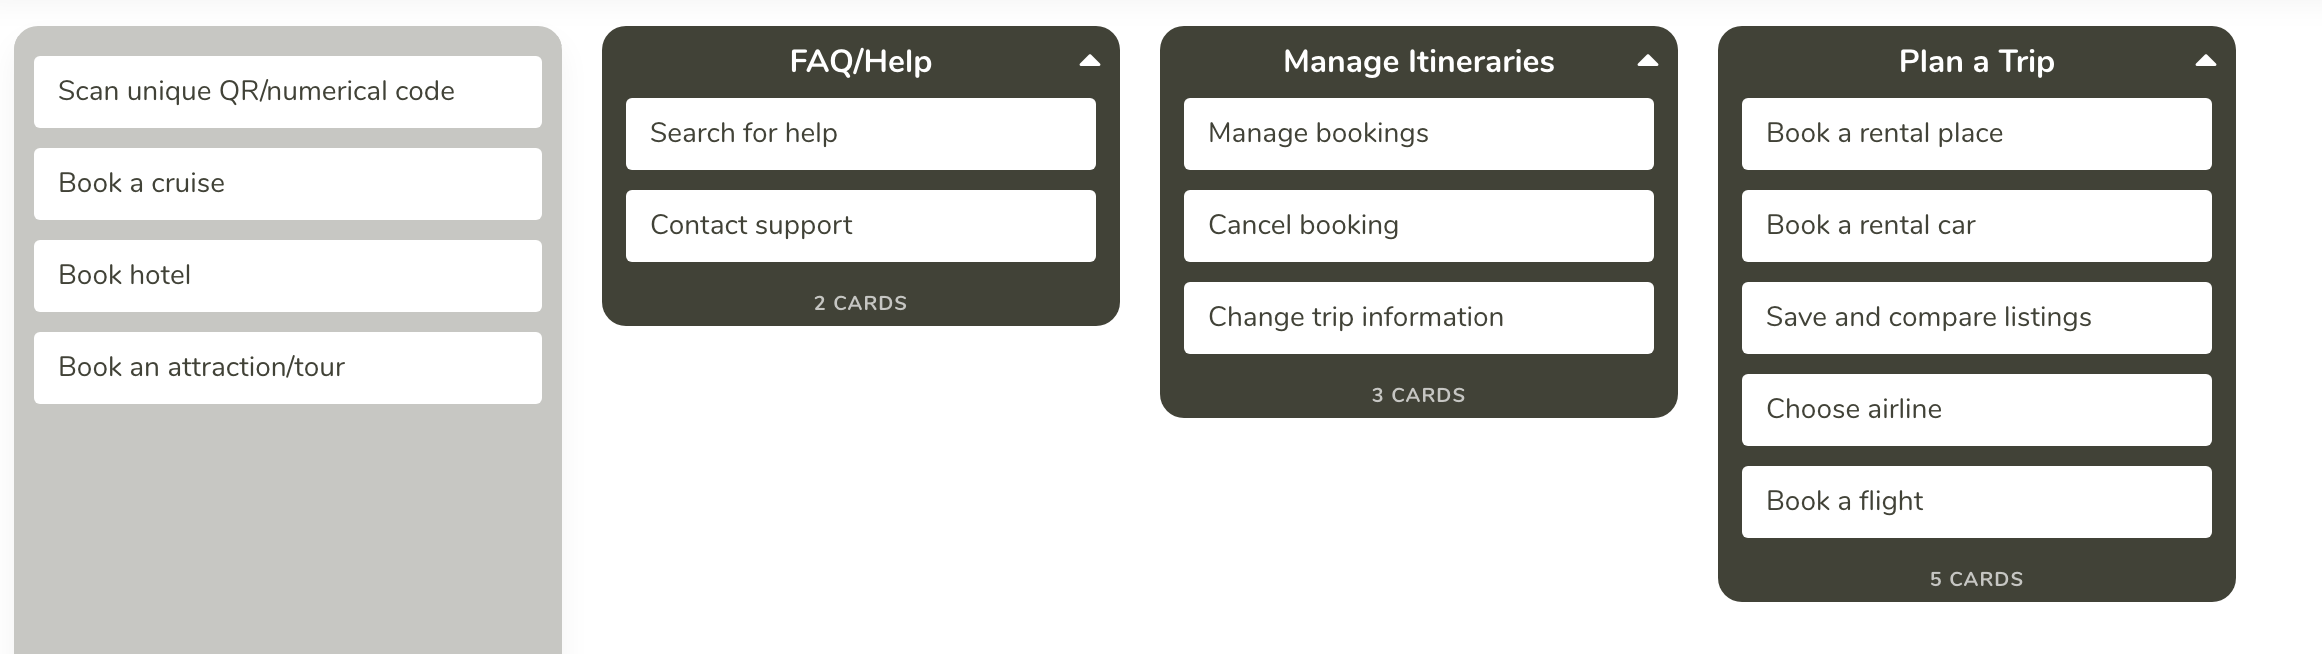 Scan unique QR/numerical code
Book a cruise
Book hotel
Book an attraction/tour
FAQ/Help
Search for help
Contact support
2 CARDS
Manage Itineraries
Manage bookings
Cancel booking
Change trip information
3 CARDS
Plan a Trip
Book a rental place
Book a rental car
Save and compare listings
Choose airline
Book a flight
5 CARDS